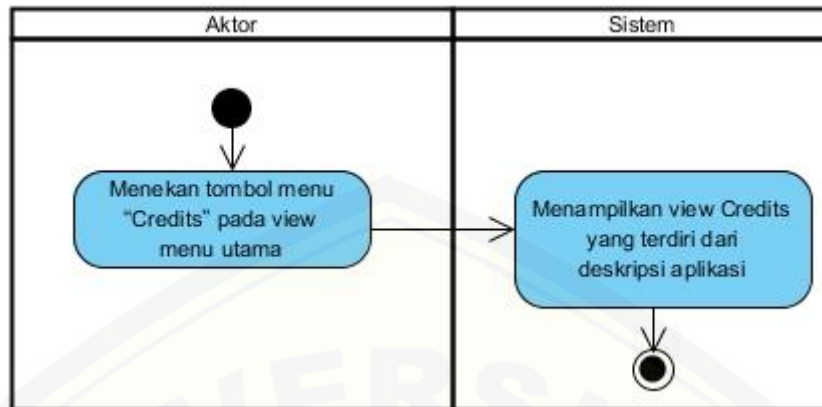 Aktor
Sistem
Menekan tombol menu
"Credits" pada view
menu utama
Menampilkan view Credits
yang terdiri dari
deskripsi aplikasi